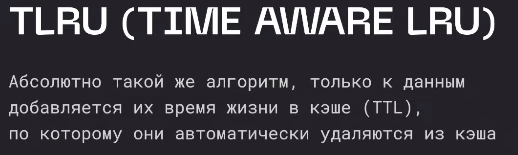 TLRU (TIME AWARE LRU)
Абсолютно такой же алгоритм, только к данным
добавляется их время жизни в кэше (TTL),
по которому они автоматически удаляются из кэша